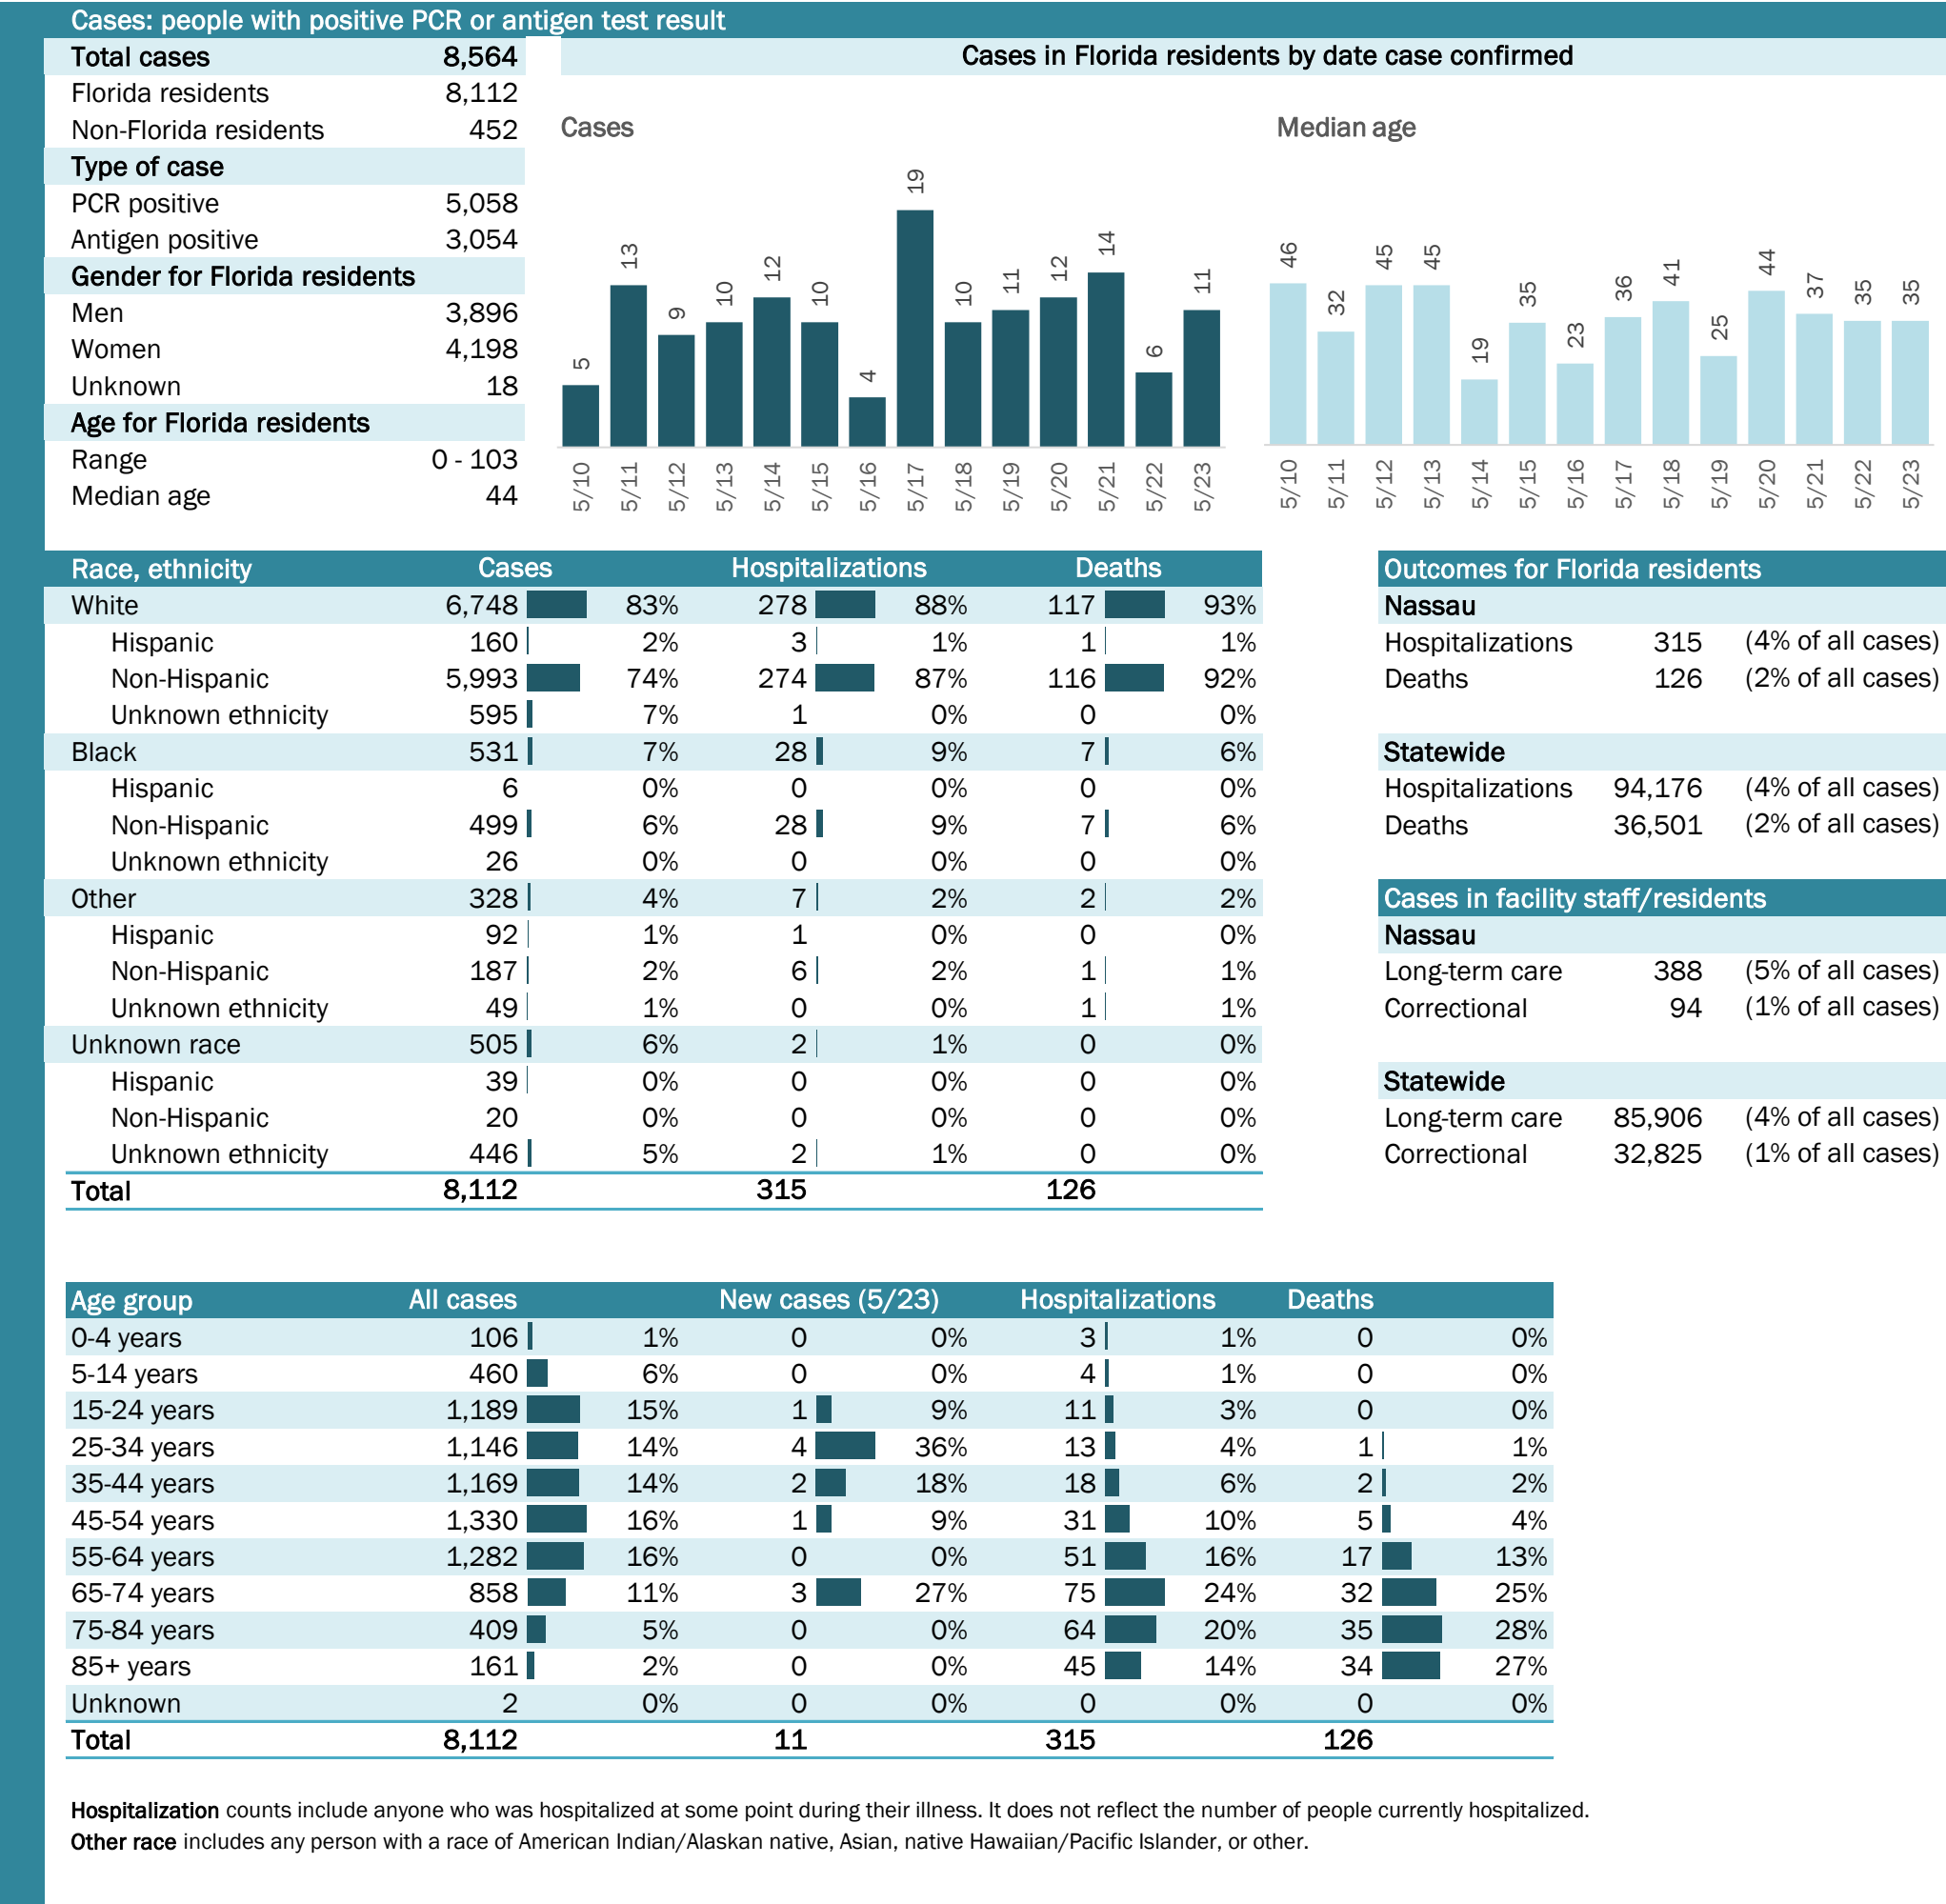 Cases: people with positive PCR or antigen test result
Total cases 8,564
Florida residents 8,112
Non-Florida residents 452
Type of case
PCR positive 5,058
Antigen positive 3,054
Gender for Florida residents
Men 3,896
Women 4,198
Unknown 18
Age for Florida residents
Range 0 - 103
Median age 44
Cases in Florida residents by date case confirmed
Cases
5 13 9 10 12 10 4 19 10 11 12 14 6 11
5/10 5/11 5/12 5/13 5/14 5/15 5/16 5/17 5/18 5/19 5/20 5/21 5/22 5/23
Median age
46 32 45 45 19 35 23 36 41 25 44 37 35 35
5/10 5/11 5/12 5/13 5/14 5/15 5/16 5/17 5/18 5/19 5/20 5/21 5/22 5/23
Race, ethnicity Cases Hospitalizations Deaths
White 6,748 83% 278 88% 117 93%
Hispanic 160 2% 3 1% 1 1%
Non-Hispanic 5,993 74% 274 87% 116 92%
Unknown ethnicity 595 7% 1 0% 0 0%
Black 531 7% 28 9% 7 6%
Hispanic 6 0% 0 0% 0 0%
Non-Hispanic 499 6% 28 9% 7 6%
Unknown ethnicity 26 0% 0 0% 0 0%
Other 328 4% 7 2% 2 2%
Hispanic 92 1% 1 0% 0 0%
Non-Hispanic 187 2% 6 2% 1 1%
Unknown ethnicity 49 1% 0 0% 1 1%
Unknown race 505 6% 2 1% 0 0%
Hispanic 39 0% 0 0% 0 0%
Non-Hispanic 20 0% 0 0% 0 0%
Unknown ethnicity 446 5% 2 1% 0 0%
Total 8,112 315 126
Outcomes for Florida residents
Nassau
Hospitalizations 315 (4% of all cases)
Deaths 126 (2% of all cases)
Statewide
Hospitalizations 94,176 (4% of all cases)
Deaths 36,501 (2% of all cases)
Cases in facility staff/residents
Nassau
Long-term care 388 (5% of all cases)
Correctional 94 (1% of all cases)
Statewide
Long-term care 85,906 (4% of all cases)
Correctional 32,825 (1% of all cases)
Age group All cases New cases (5/23) Hospitalizations Deaths
0-4 years 106 1% 0 0% 3 1% 0 0%
5-14 years 460 6% 0 0% 4 1% 0 0%
15-24 years 1,189 15% 1 9% 11 3% 0 0%
25-34 years 1,146 14% 4 36% 13 4% 1 1%
35-44 years 1,169 14% 2 18% 18 6% 2 2%
45-54 years 1,330 16% 1 9% 31 10% 5 4%
55-64 years 1,282 16% 0 0% 51 16% 17 13%
65-74 years 858 11% 3 27% 75 24% 32 25%
75-84 years 409 5% 0 0% 64 20% 35 28%
85+ years 161 2% 0 0% 45 14% 34 27%
Unknown 2 0% 0 0% 0 0% 0 0%
Total 8,112 11 315 126
Hospitalization counts include anyone who was hospitalized at some point during their illness. It does not reflect the number of people currently hospitalized.
Other race includes any person with a race of American Indian/Alaskan native, Asian, native Hawaiian/Pacific Islander, or other.